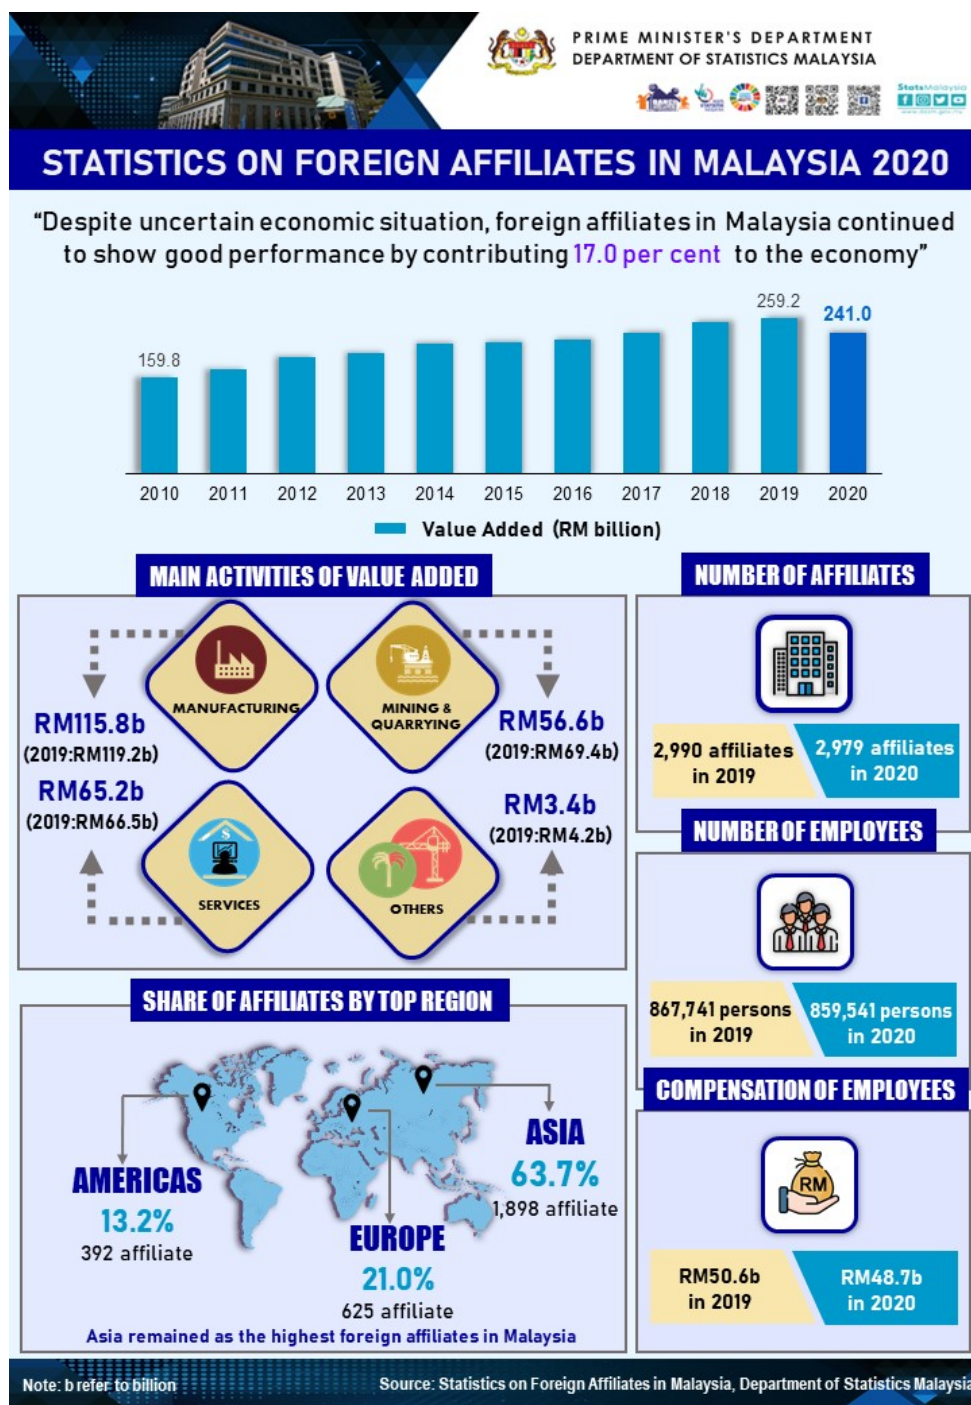 PRIME MINISTER'S DEPARTMENT
DEPARTMENT OF STATISTICS MALAYSIA
StatsMalaysia
www.dosm.gov.my
STATISTICS ON FOREIGN AFFILIATES IN MALAYSIA 2020
“Despite uncertain economic situation, foreign affiliates in Malaysia continued
to show good performance by contributing 17.0 per cent to the economy”
159.8
259.2
241.0
2010 2011 2012 2013 2014 2015 2016 2017 2018 2019 2020
Value Added (RM billion)
MAIN ACTIVITIES OF VALUE ADDED
MANUFACTURING
RM115.8b
(2019:RM119.2b)
MINING &
QUARRYING
RM56.6b
(2019:RM69.4b)
RM65.2b
(2019:RM66.5b)
SERVICES
RM3.4b
(2019:RM4.2b)
OTHERS
NUMBER OF AFFILIATES
2,990 affiliates
in 2019
2,979 affiliates
in 2020
NUMBER OF EMPLOYEES
867,741 persons
in 2019
859,541 persons
in 2020
SHARE OF AFFILIATES BY TOP REGION
AMERICAS
13.2%
392 affiliate
EUROPE
21.0%
625 affiliate
ASIA
63.7%
1,898 affiliate
Asia remained as the highest foreign affiliates in Malaysia
COMPENSATION OF EMPLOYEES
RM
RM50.6b
in 2019
RM48.7b
in 2020
Note: b refer to billion
Source: Statistics on Foreign Affiliates in Malaysia, Department of Statistics Malaysia